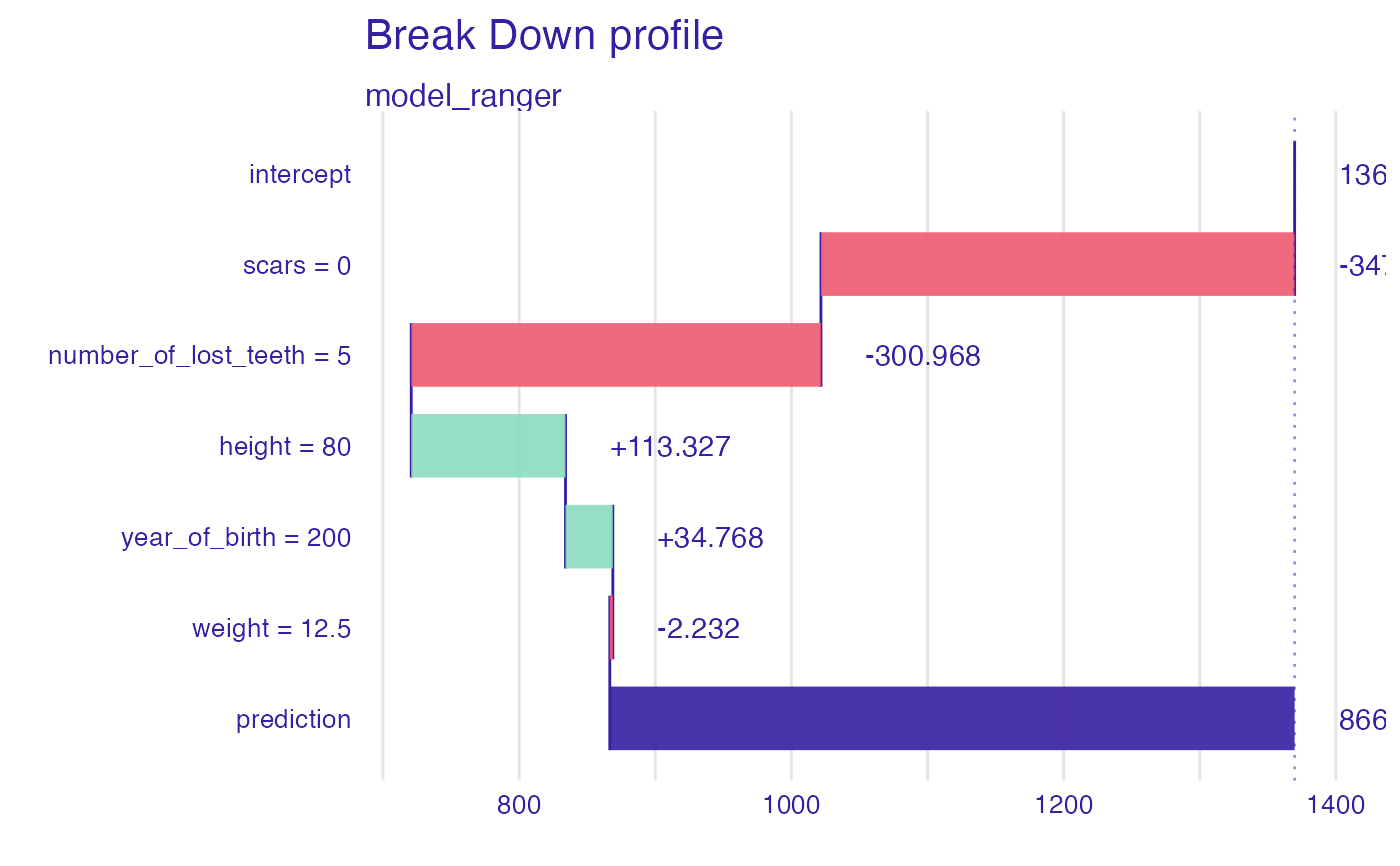 Break Down profile
model_ranger
intercept 136
scars = 0 -347
number_of_lost_teeth = 5 -300.968
height = 80 +113.327
year_of_birth = 200 +34.768
weight = 12.5 -2.232
prediction 866
800 1000 1200 1400